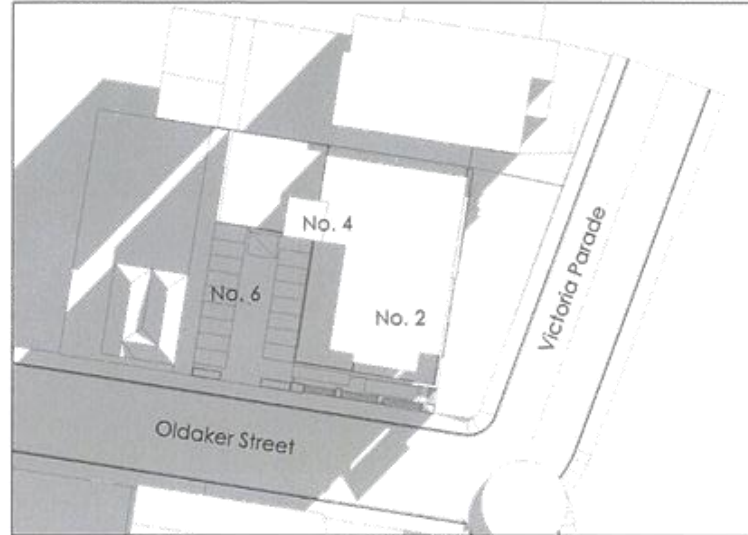 No. 4
No. 6
No. 2
Victoria Parade
Oldaker Street